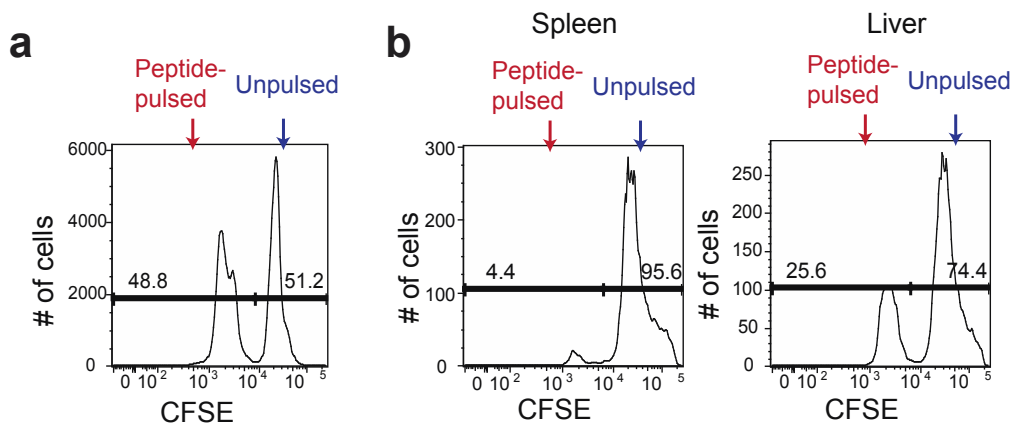 a
Peptide-
pulsed
Unpulsed
# of cells
6000
4000
2000
0
48.8
51.2
0 10² 10³ 10⁴ 10⁵
CFSE
b
Spleen
Peptide-
pulsed
Unpulsed
300
200
100
0
4.4
95.6
0 10² 10³ 10⁴ 10⁵
CFSE
Liver
Peptide-
pulsed
Unpulsed
# of cells
250
200
150
100
50
0
25.6
74.4
0 10² 10³ 10⁴ 10⁵
CFSE
# of cells